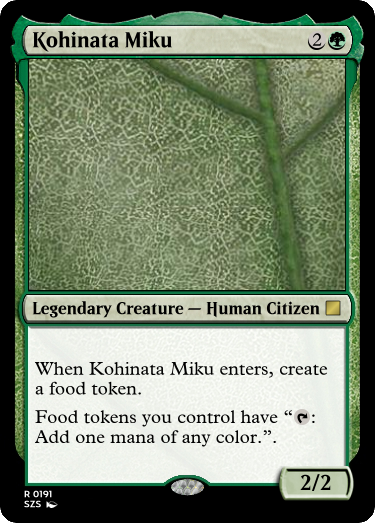 Kohinata Miku 2
Legendary Creature — Human Citizen
When Kohinata Miku enters, create
a food token.
Food tokens you control have “T:
Add one mana of any color.”.
2/2
R 0191
SZS